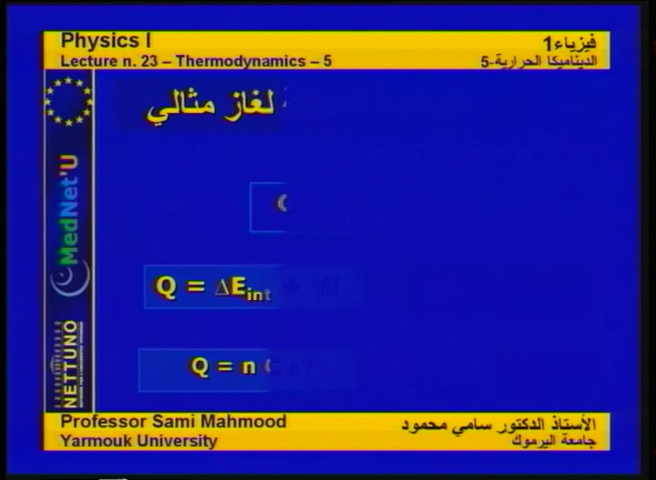 Physics I
فيزياء1
Lecture n. 23 – Thermodynamics – 5
الديناميكا الحرارية-5
لغاز مثالي
Q = ΔEint
Q = n
MedNet'U
NETTUNO
Professor Sami Mahmood
الأستاذ الدكتور سامي محمود
Yarmouk University
جامعة اليرموك